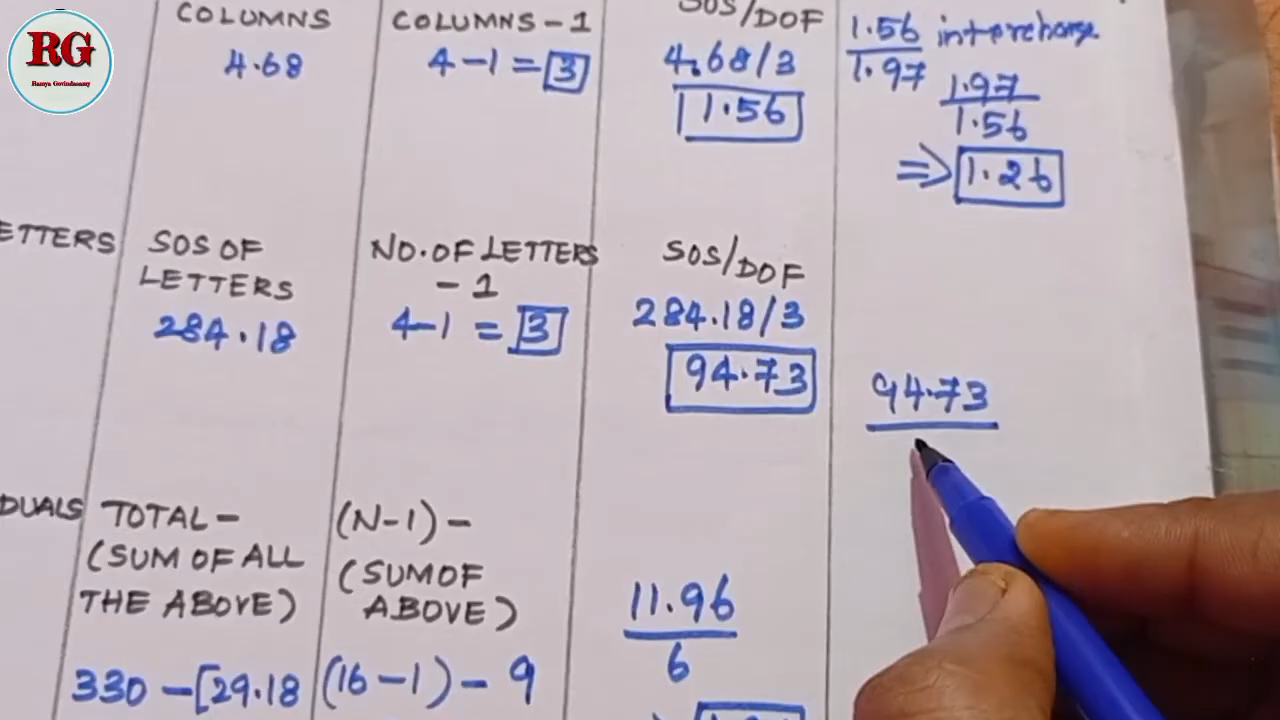 RG
Ramya Govindasamy
COLUMNS
4.68
COLUMNS - 1
4-1 = 3
SOS/DOF
4.68/3
1.56
1.56 interchange
1.97
1.97
1.56
⇒ 1.26
ETTERS
SOS OF
LETTERS
284.18
NO. OF LETTERS
- 1
4-1 = 3
SOS/DOF
284.18/3
94.73
94.73
DUALS
TOTAL -
(SUM OF ALL
THE ABOVE)
330 - [29.18
(N-1) -
(SUM OF
ABOVE)
(16-1) - 9
11.96
6